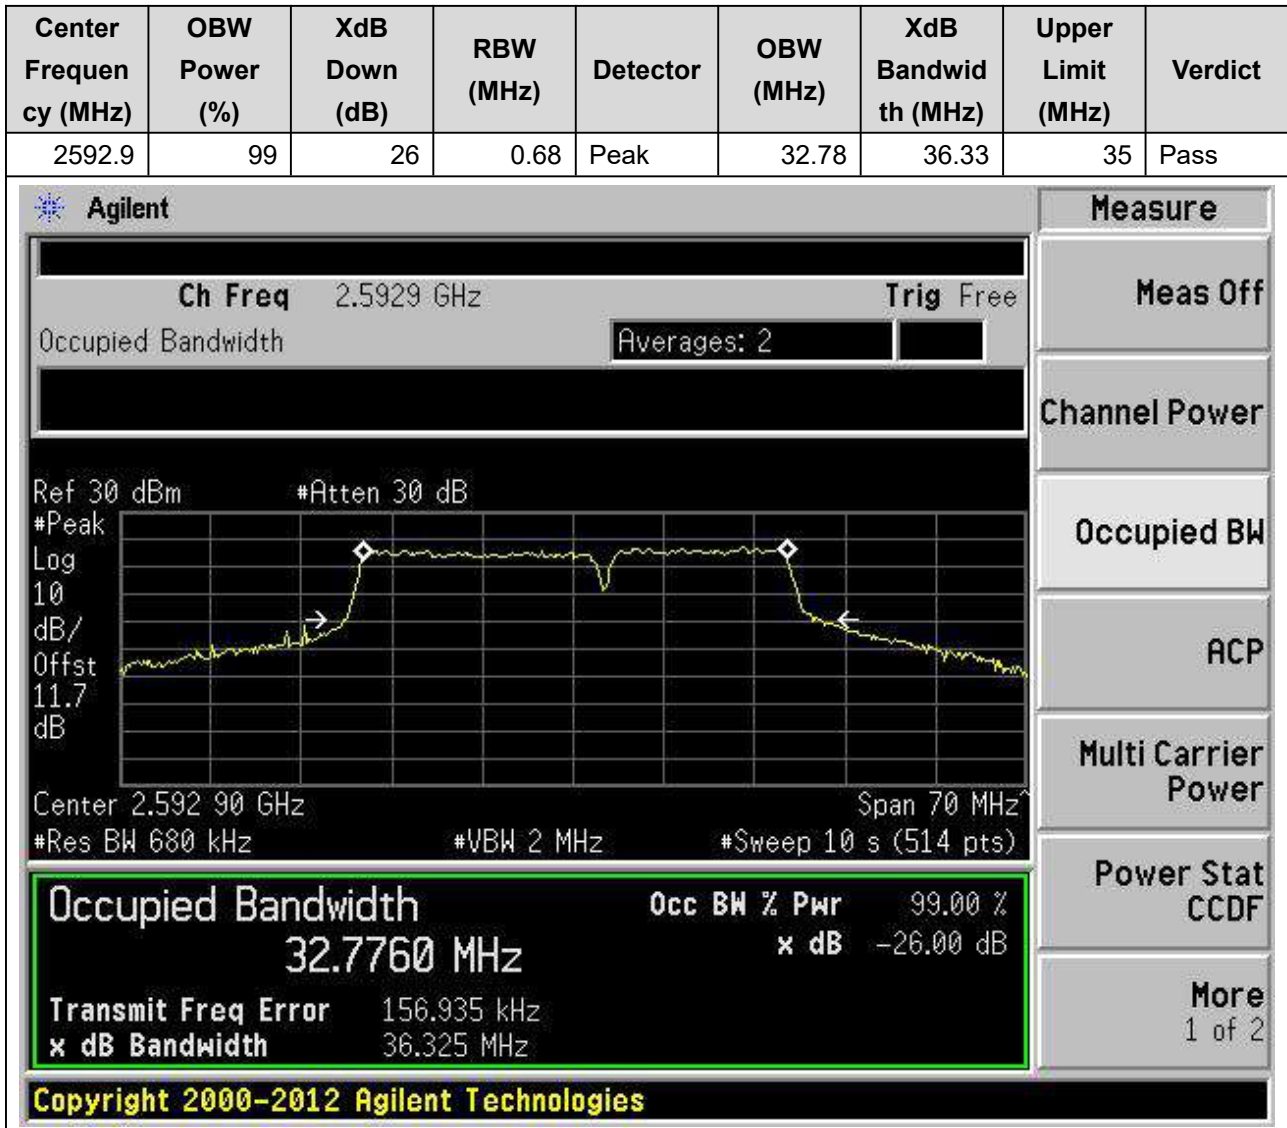 Center Frequen cy (MHz) OBW Power (%) XdB Down (dB) RBW (MHz) Detector OBW (MHz) XdB Bandwid th (MHz) Upper Limit (MHz) Verdict
2592.9 99 26 0.68 Peak 32.78 36.33 35 Pass
Agilent
Ch Freq 2.5929 GHz Trig Free
Occupied Bandwidth Averages: 2
Ref 30 dBm #Atten 30 dB
#Peak
Log
10
dB/
Offst
11.7
dB
Center 2.592 90 GHz Span 70 MHz^
#Res BW 680 kHz #VBW 2 MHz #Sweep 10 s (514 pts)
Occupied Bandwidth Occ BW % Pwr 99.00 %
32.7760 MHz x dB -26.00 dB
Transmit Freq Error 156.935 kHz
x dB Bandwidth 36.325 MHz
Copyright 2000-2012 Agilent Technologies
Measure
Meas Off
Channel Power
Occupied BW
ACP
Multi Carrier
Power
Power Stat
CCDF
More
1 of 2